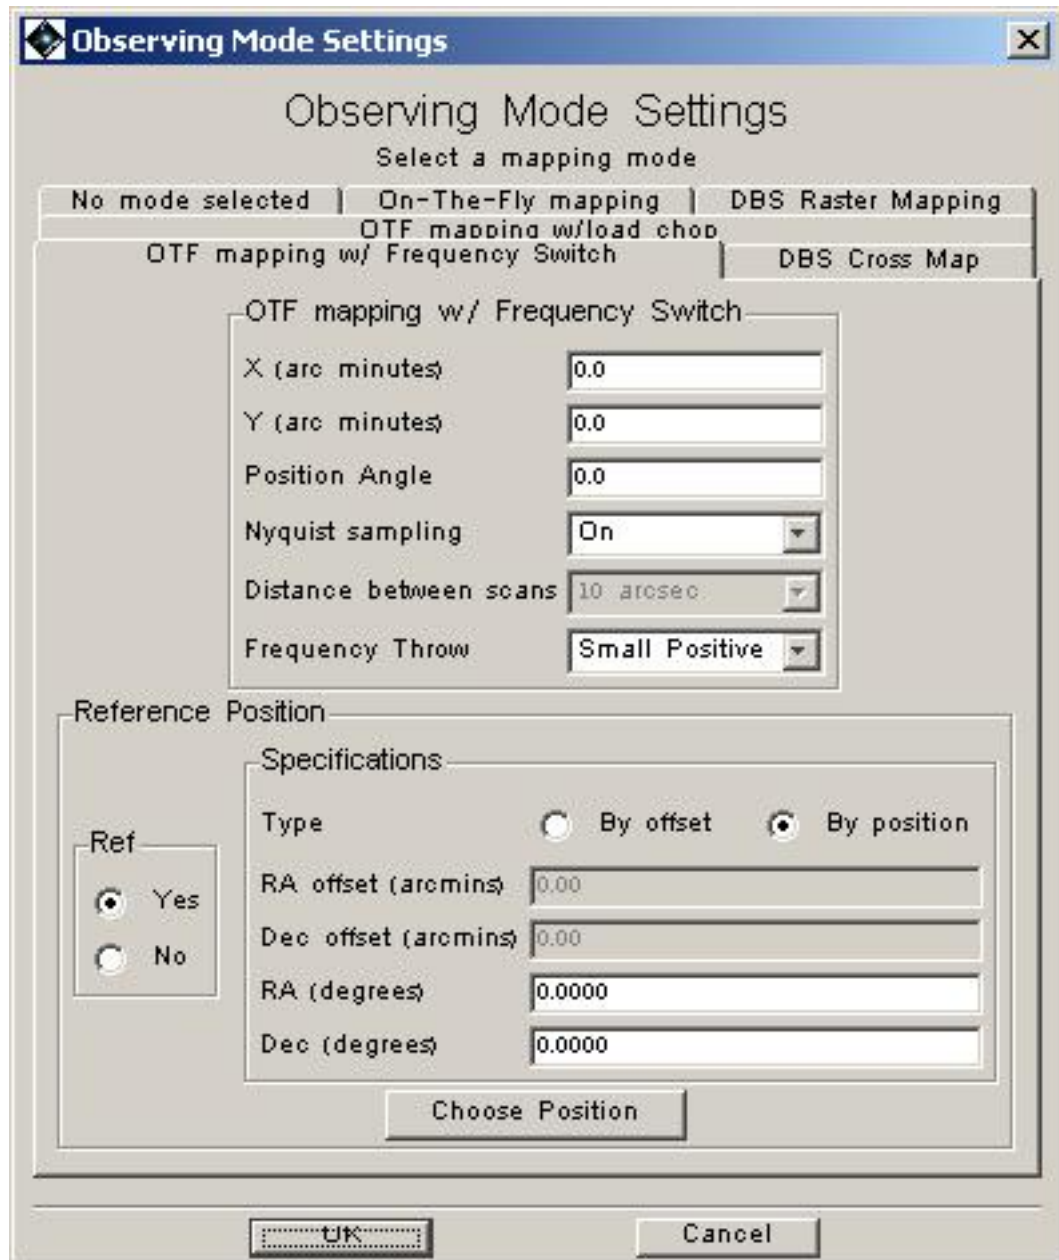 Observing Mode Settings
Observing Mode Settings
Select a mapping mode
No mode selected
On-The-Fly mapping
DBS Raster Mapping
OTF mapping w/load chop
OTF mapping w/ Frequency Switch
DBS Cross Map
OTF mapping w/ Frequency Switch
X (arc minutes) 0.0
Y (arc minutes) 0.0
Position Angle 0.0
Nyquist sampling On
Distance between scans 10 arcsec
Frequency Throw Small Positive
Reference Position
Specifications
Type By offset By position
Ref
Yes
No
RA offset (arcmins) 0.00
Dec offset (arcmins) 0.00
RA (degrees) 0.0000
Dec (degrees) 0.0000
Choose Position
OK Cancel